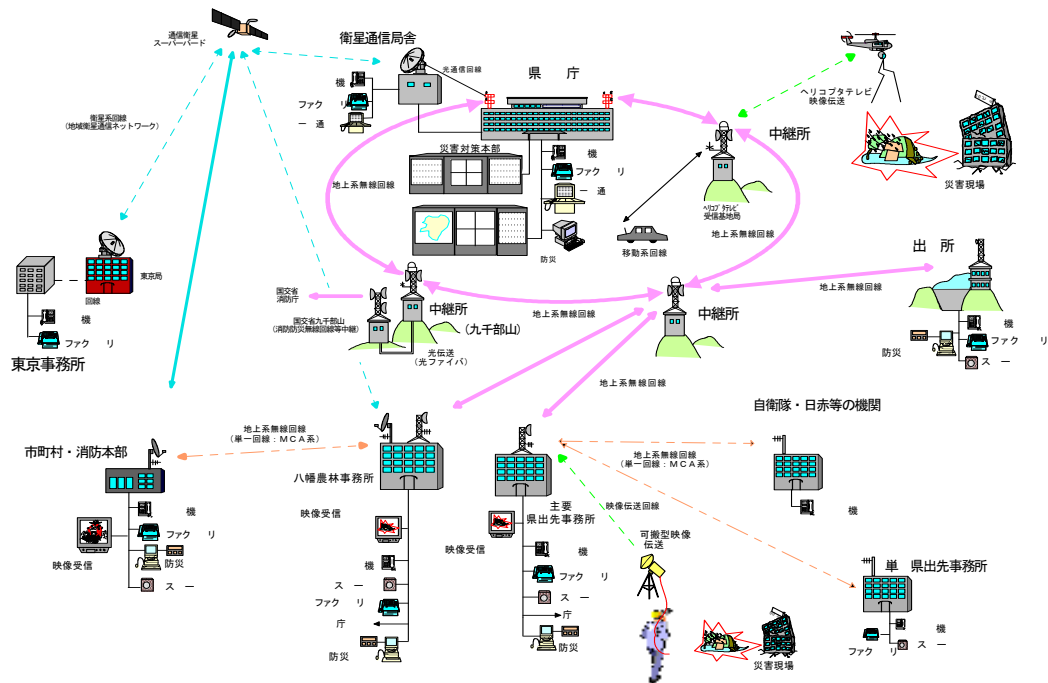 通信衛星
スーパーバード
衛星通信局舎
機
ファク リ
一 通
光通信回線
県 庁
災害対策本部
機
ファク リ
一 通
防災
地上系無線回線
中継所
ﾍﾘｺﾌﾟﾀﾃﾚﾋﾞ
受信基地局
移動系回線
地上系無線回線
ヘリコプタテレビ
映像伝送
災害現場
衛星系回線
(地域衛星通信ネットワーク)
東京局
回線
機
ファク リ
東京事務所
国交省
消防庁
国交省九千部山
(消防防災無線回線等中継)
中継所
(九千部山)
光伝送
(光ファイバ)
地上系無線回線
中継所
地上系無線回線
出 所
地上系無線回線
機
ファク リ
防災
ス ー
地上系無線回線
(単一回線：ＭＣＡ系)
市町村・消防本部
映像受信
機
ファク リ
防災
ス ー
八幡農林事務所
映像受信
機
ス ー
ファク リ
庁
防災
主要
県出先事務所
映像受信
機
ファク リ
ス ー
庁
防災
自衛隊・日赤等の機関
地上系無線回線
(単一回線：ＭＣＡ系)
機
映像伝送回線
可搬型映像
伝送
災害現場
単 県出先事務所
機
ファク リ
ス ー